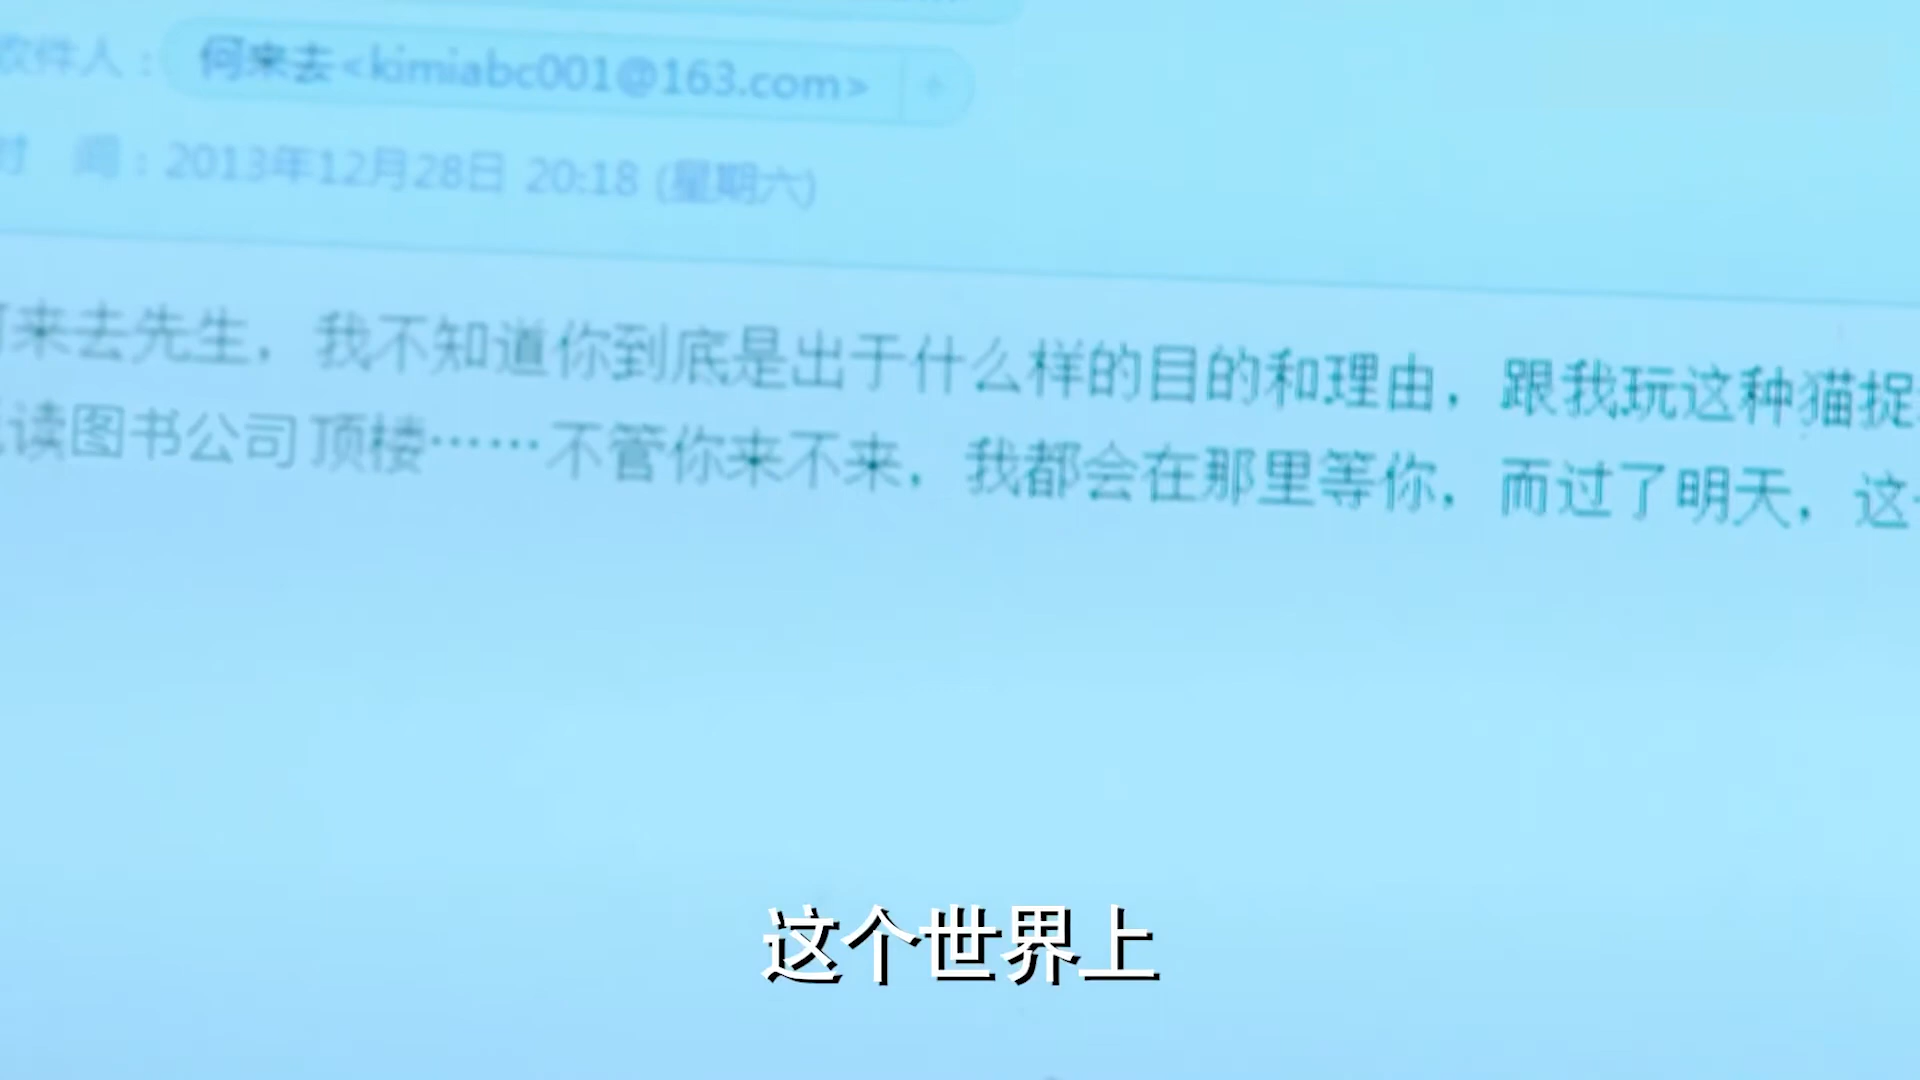 收件人：何来去<kimiabc001@163.com>
时 间：2013年12月28日 20:18 (星期六)
何来去先生，我不知道你到底是出于什么样的目的和理由，跟我玩这种猫捉
读图书公司顶楼……不管你来不来，我都会在那里等你，而过了明天，这
这个世界上